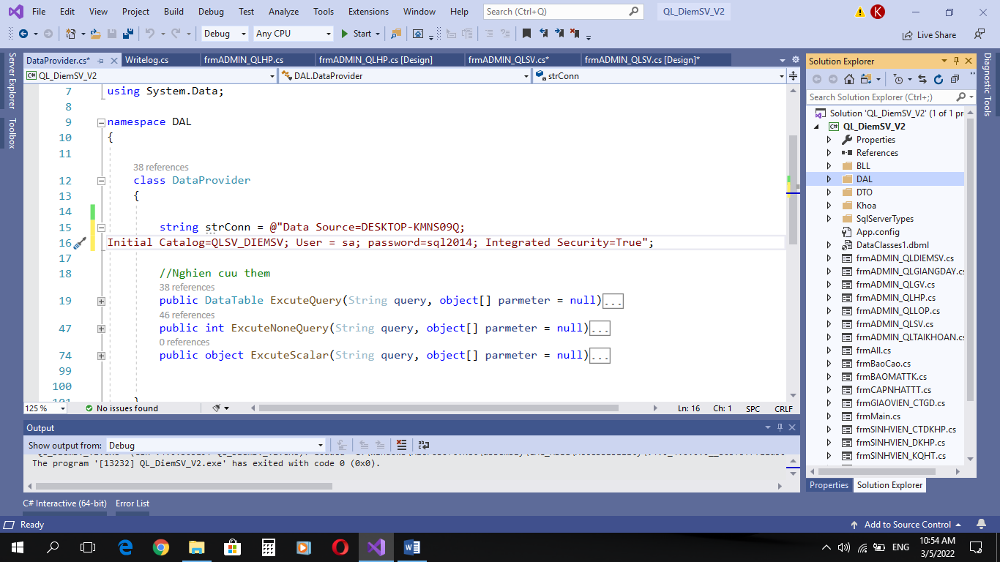 File Edit View Project Build Debug Test Analyze Tools Extensions Window Help Search (Ctrl+Q) QL_DiemSV_V2 K
Debug Any CPU Start Live Share
Server Explorer
Toolbox
DataProvider.cs* Writelog.cs frmADMIN_QLHP.cs frmADMIN_QLHP.cs [Design] frmADMIN_QLSV.cs* frmADMIN_QLSV.cs [Design]*
QL_DiemSV_V2 DAL.DataProvider strConn
7 using System.Data;
8
9 namespace DAL
10 {
11
38 references
12 class DataProvider
13 {
14
15 string strConn = @"Data Source=DESKTOP-KMNS09Q;
16 Initial Catalog=QLSV_DIEMSV; User = sa; password=sql2014; Integrated Security=True";
17
18 //Nghien cuu them
38 references
19 public DataTable ExcuteQuery(String query, object[] parmeter = null)...
46 references
47 public int ExcuteNoneQuery(String query, object[] parmeter = null)...
0 references
74 public object ExcuteScalar(String query, object[] parmeter = null)...
99
100
101 }
125 % No issues found Ln: 16 Ch: 1 SPC CRLF
Output
Show output from: Debug
The program '[13232] QL_DiemSV_V2.exe' has exited with code 0 (0x0).
C# Interactive (64-bit) Error List
Solution Explorer
Search Solution Explorer (Ctrl+;)
Solution 'QL_DiemSV_V2' (1 of 1 pr
QL_DiemSV_V2
Properties
References
BLL
DAL
DTO
Khoa
SqlServerTypes
App.config
DataClasses1.dbml
frmADMIN_QLDIEMSV.cs
frmADMIN_QLGIANGDAY.cs
frmADMIN_QLGV.cs
frmADMIN_QLHP.cs
frmADMIN_QLLOP.cs
frmADMIN_QLSV.cs
frmADMIN_QLTAIKHOAN.cs
frmAll.cs
frmBaoCao.cs
frmBAOMATTK.cs
frmCAPNHATTT.cs
frmGIAOVIEN_CTGD.cs
frmMain.cs
frmSINHVIEN_CTDKHP.cs
frmSINHVIEN_DKHP.cs
frmSINHVIEN_KQHT.cs
Properties Solution Explorer
Diagnostic Tools
Ready Add to Source Control
ENG 10:54 AM
3/5/2022